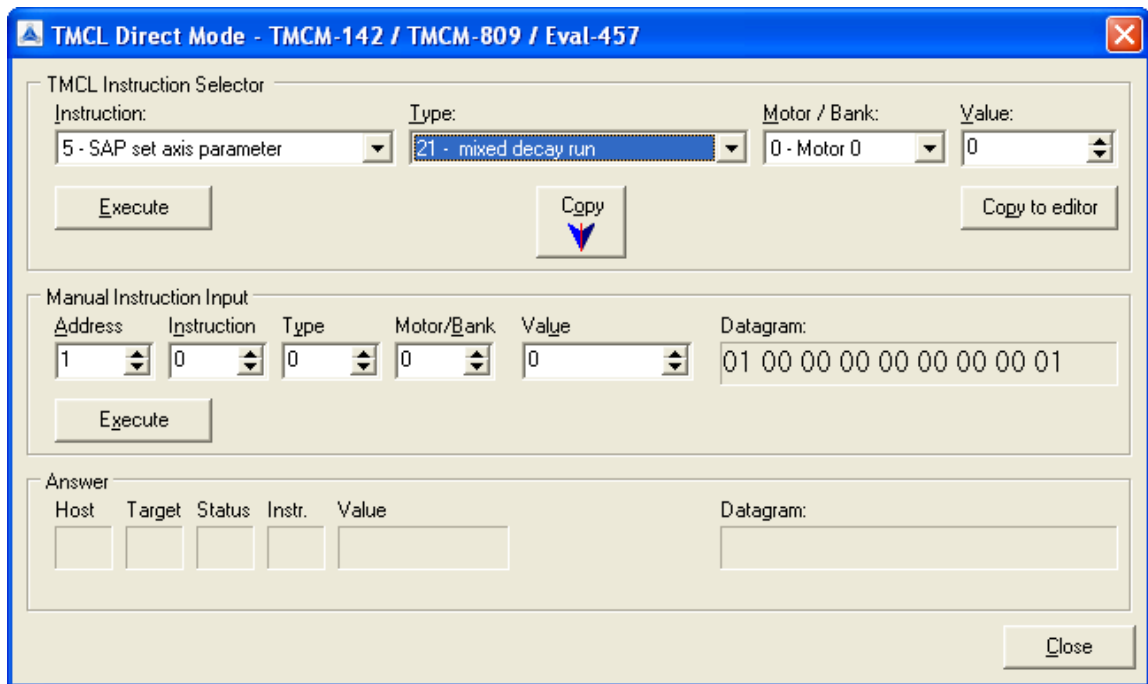 TMCL Direct Mode - TMCM-142 / TMCM-809 / Eval-457
TMCL Instruction Selector
Instruction: Type: Motor / Bank: Value:
5 - SAP set axis parameter 21 - mixed decay run 0 - Motor 0 0
Execute Copy Copy to editor
Manual Instruction Input
Address Instruction Type Motor/Bank Value Datagram:
1 0 0 0 0 01 00 00 00 00 00 00 00 01
Execute
Answer
Host Target Status Instr. Value Datagram:
Close